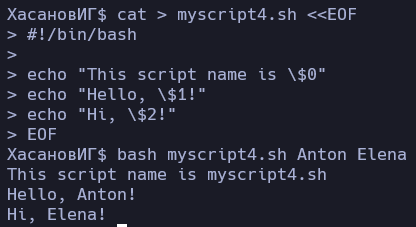 ХасановИГ$ cat > myscript4.sh <<EOF
> #!/bin/bash
>
> echo "This script name is \$0"
> echo "Hello, \$1!"
> echo "Hi, \$2!"
> EOF
ХасановИГ$ bash myscript4.sh Anton Elena
This script name is myscript4.sh
Hello, Anton!
Hi, Elena!